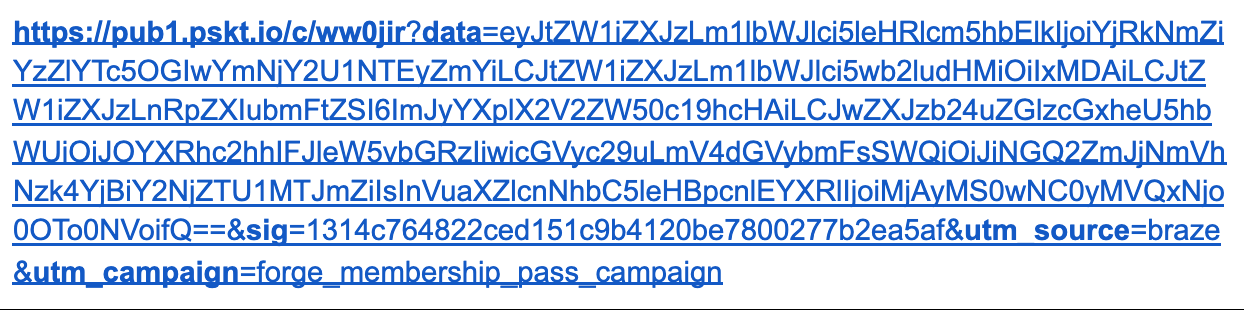 https://pub1.pskt.io/c/ww0jir?data=eyJtZW1iZXJzLm1lbWJlci5leHRlcm5hbElkIjoiYjRkNmZi
YzZlYTc5OGIwYmNjY2U1NTEyZmYiLCJtZW1iZXJzLm1lbWJlci5wb2ludHMiOiIxMDAiLCJtZ
W1iZXJzLnRpZXIubmFtZSI6ImJyYXplX2V2ZW50c19hcHAiLCJwZXJzb24uZGlzcGxheU5hb
WUiOiJOYXRhc2hhIFJleW5vbGRzIiwicGVyc29uLmV4dGVybmFsSWQiOiJiNGQ2ZmJjNmVh
Nzk4YjBiY2NjZTU1MTJmZiIsInVuaXZlcnNhbC5leHBpcnlEYXRlIjoiMjAyMS0wNC0yMVQxNjo
0OTo0NVoifQ==&sig=1314c764822ced151c9b4120be7800277b2ea5af&utm_source=braze
&utm_campaign=forge_membership_pass_campaign